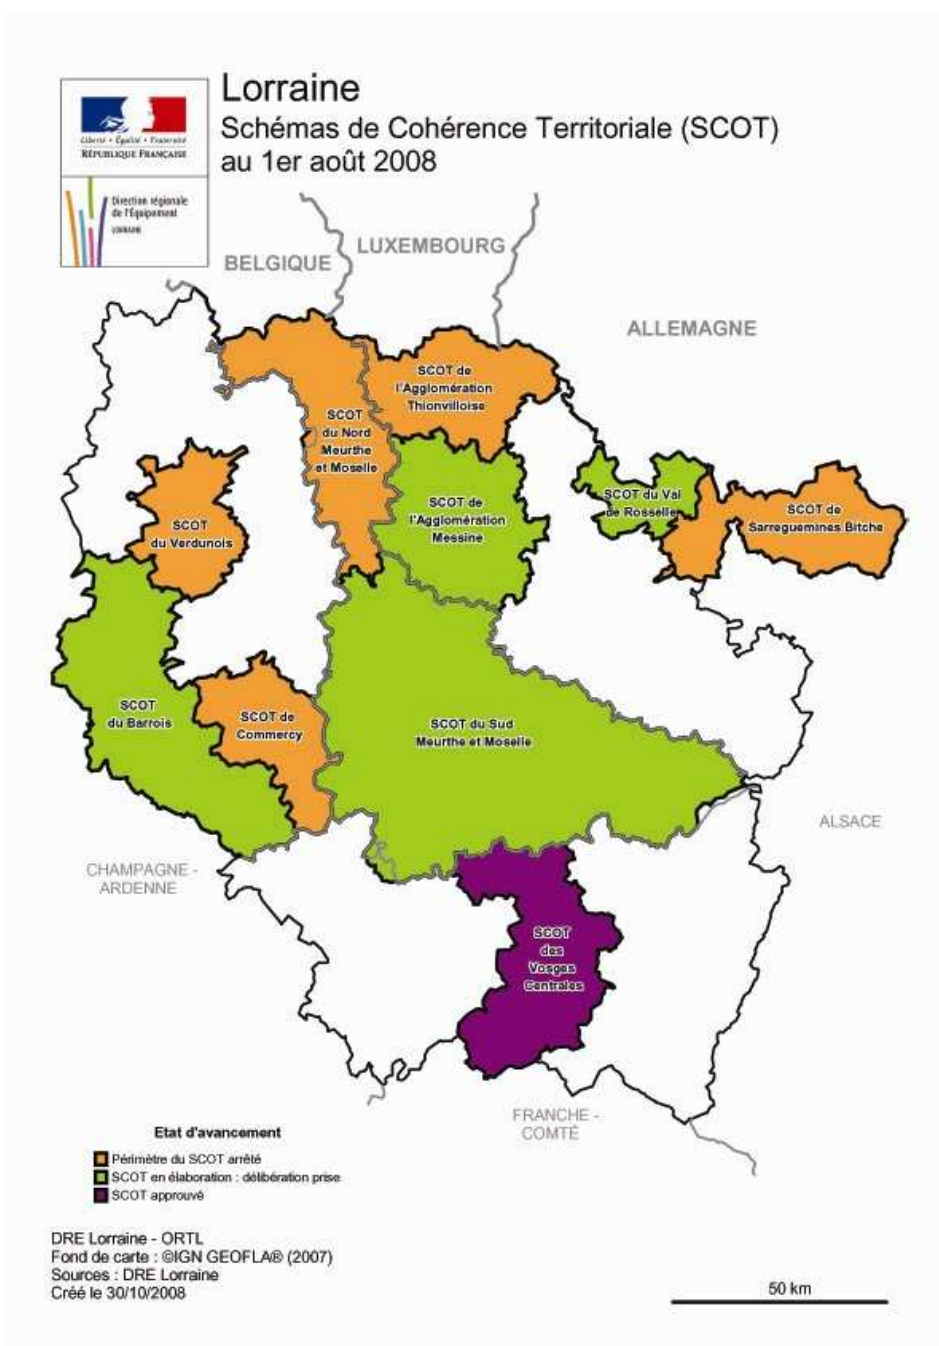 Lorraine
Schémas de Cohérence Territoriale (SCOT)
au 1er août 2008
Liberté • Égalité • Fraternité
RÉPUBLIQUE FRANÇAISE
Direction régionale
de l'Équipement
LORRAINE
BELGIQUE
LUXEMBOURG
ALLEMAGNE
SCOT de
l'Agglomération
Thionvilloise
SCOT
du Nord
Meurthe
et Moselle
SCOT de
l'Agglomération
Messine
SCOT du Val
de Rosselle
SCOT de
Sarreguemines Bitche
SCOT
du Verdunois
SCOT
du Barrois
SCOT de
Commercy
SCOT du Sud
Meurthe et Moselle
ALSACE
CHAMPAGNE -
ARDENNE
SCOT
des
Vosges
Centrales
FRANCHE -
COMTÉ
Etat d'avancement
Périmètre du SCOT arrêté
SCOT en élaboration : délibération prise
SCOT approuvé
DRE Lorraine - ORTL
Fond de carte : ©IGN GEOFLA® (2007)
Sources : DRE Lorraine
Créé le 30/10/2008
50 km